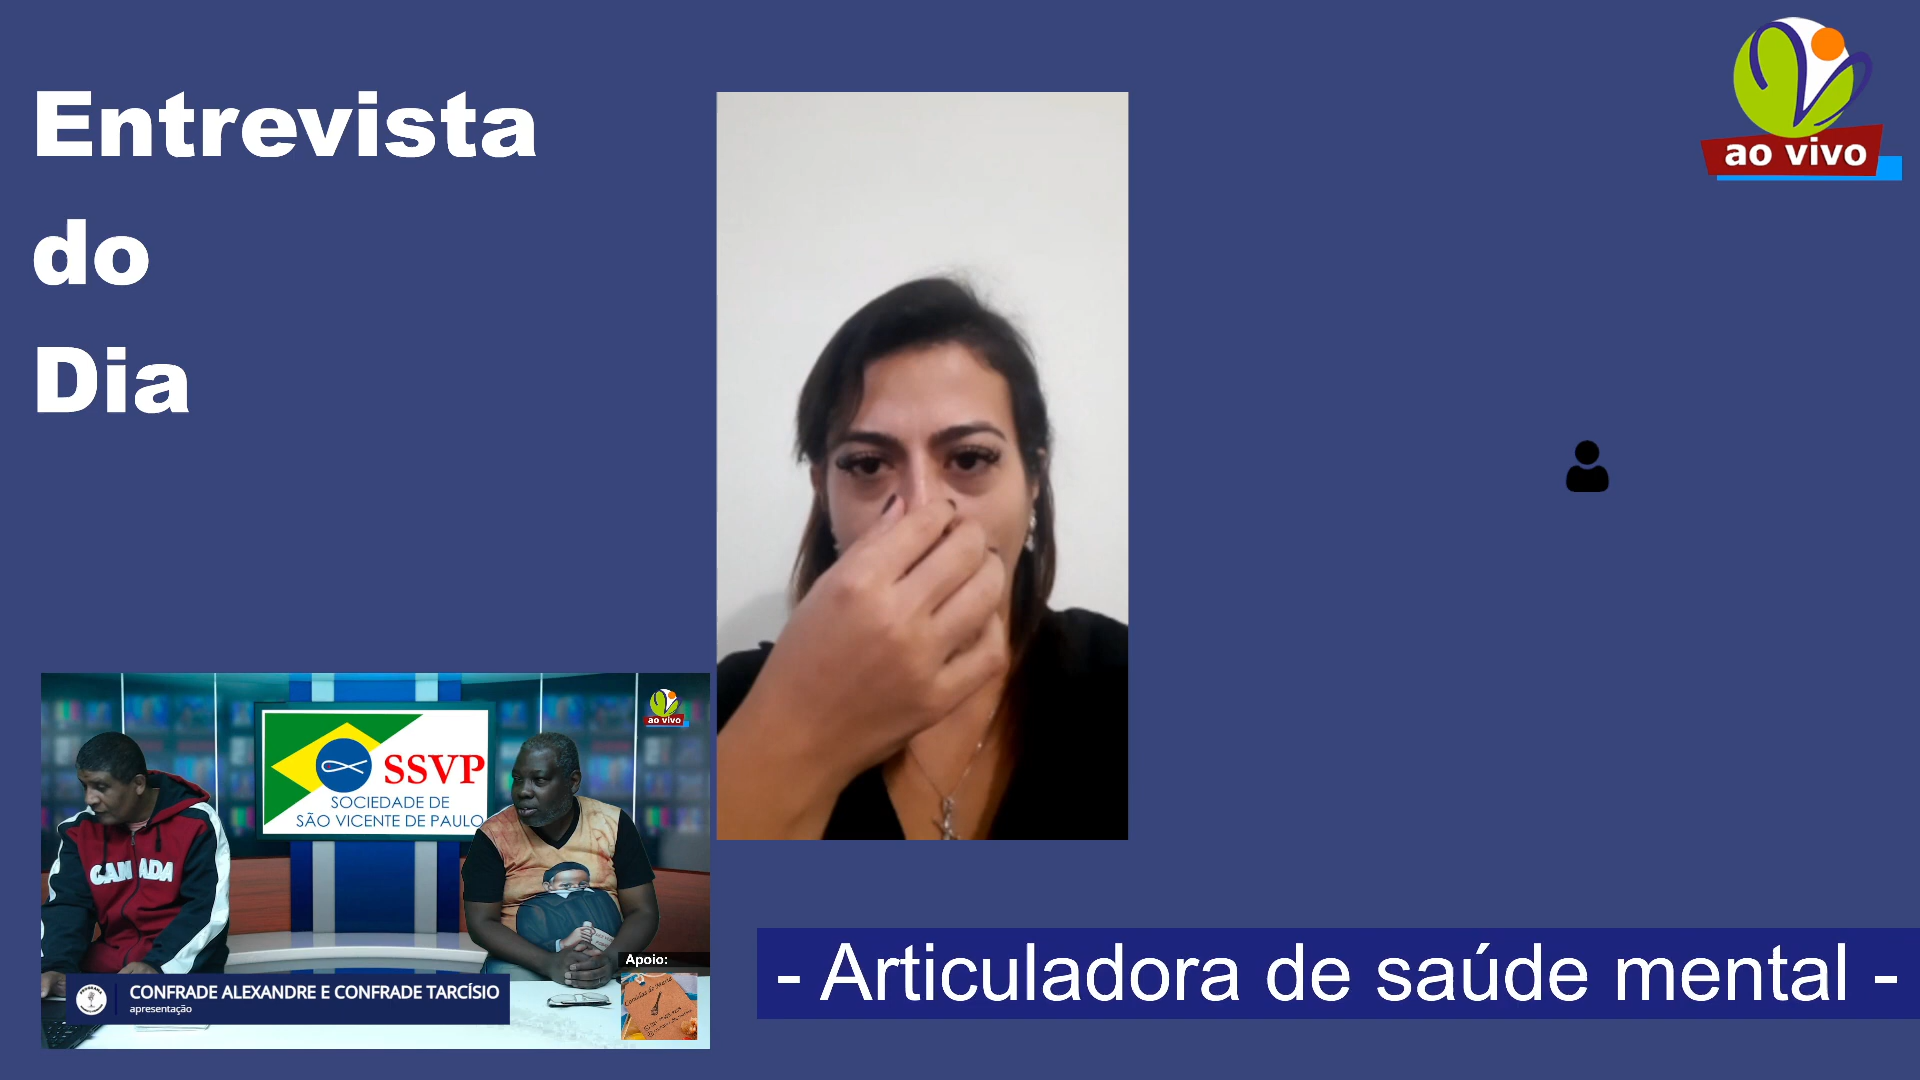 Entrevista
do
Dia
ao vivo
ao vivo
SSVP
SOCIEDADE DE
SÃO VICENTE DE PAULO
CANADA
Apoio:
CONFRADE ALEXANDRE E CONFRADE TARCÍSIO
apresentação
- Articuladora de saúde mental -